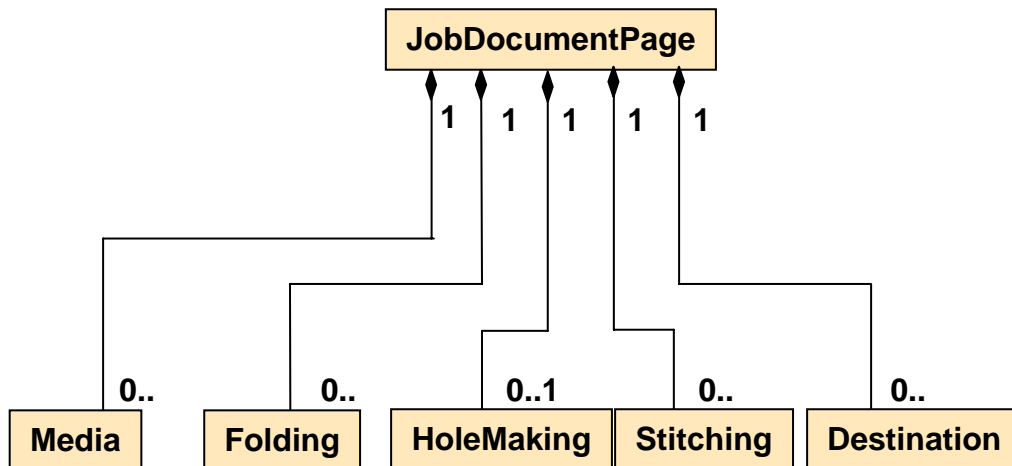 JobDocumentPage
1 1 1 1 1
0.. 0.. 0..1 0.. 0..
Media Folding HoleMaking Stitching Destination